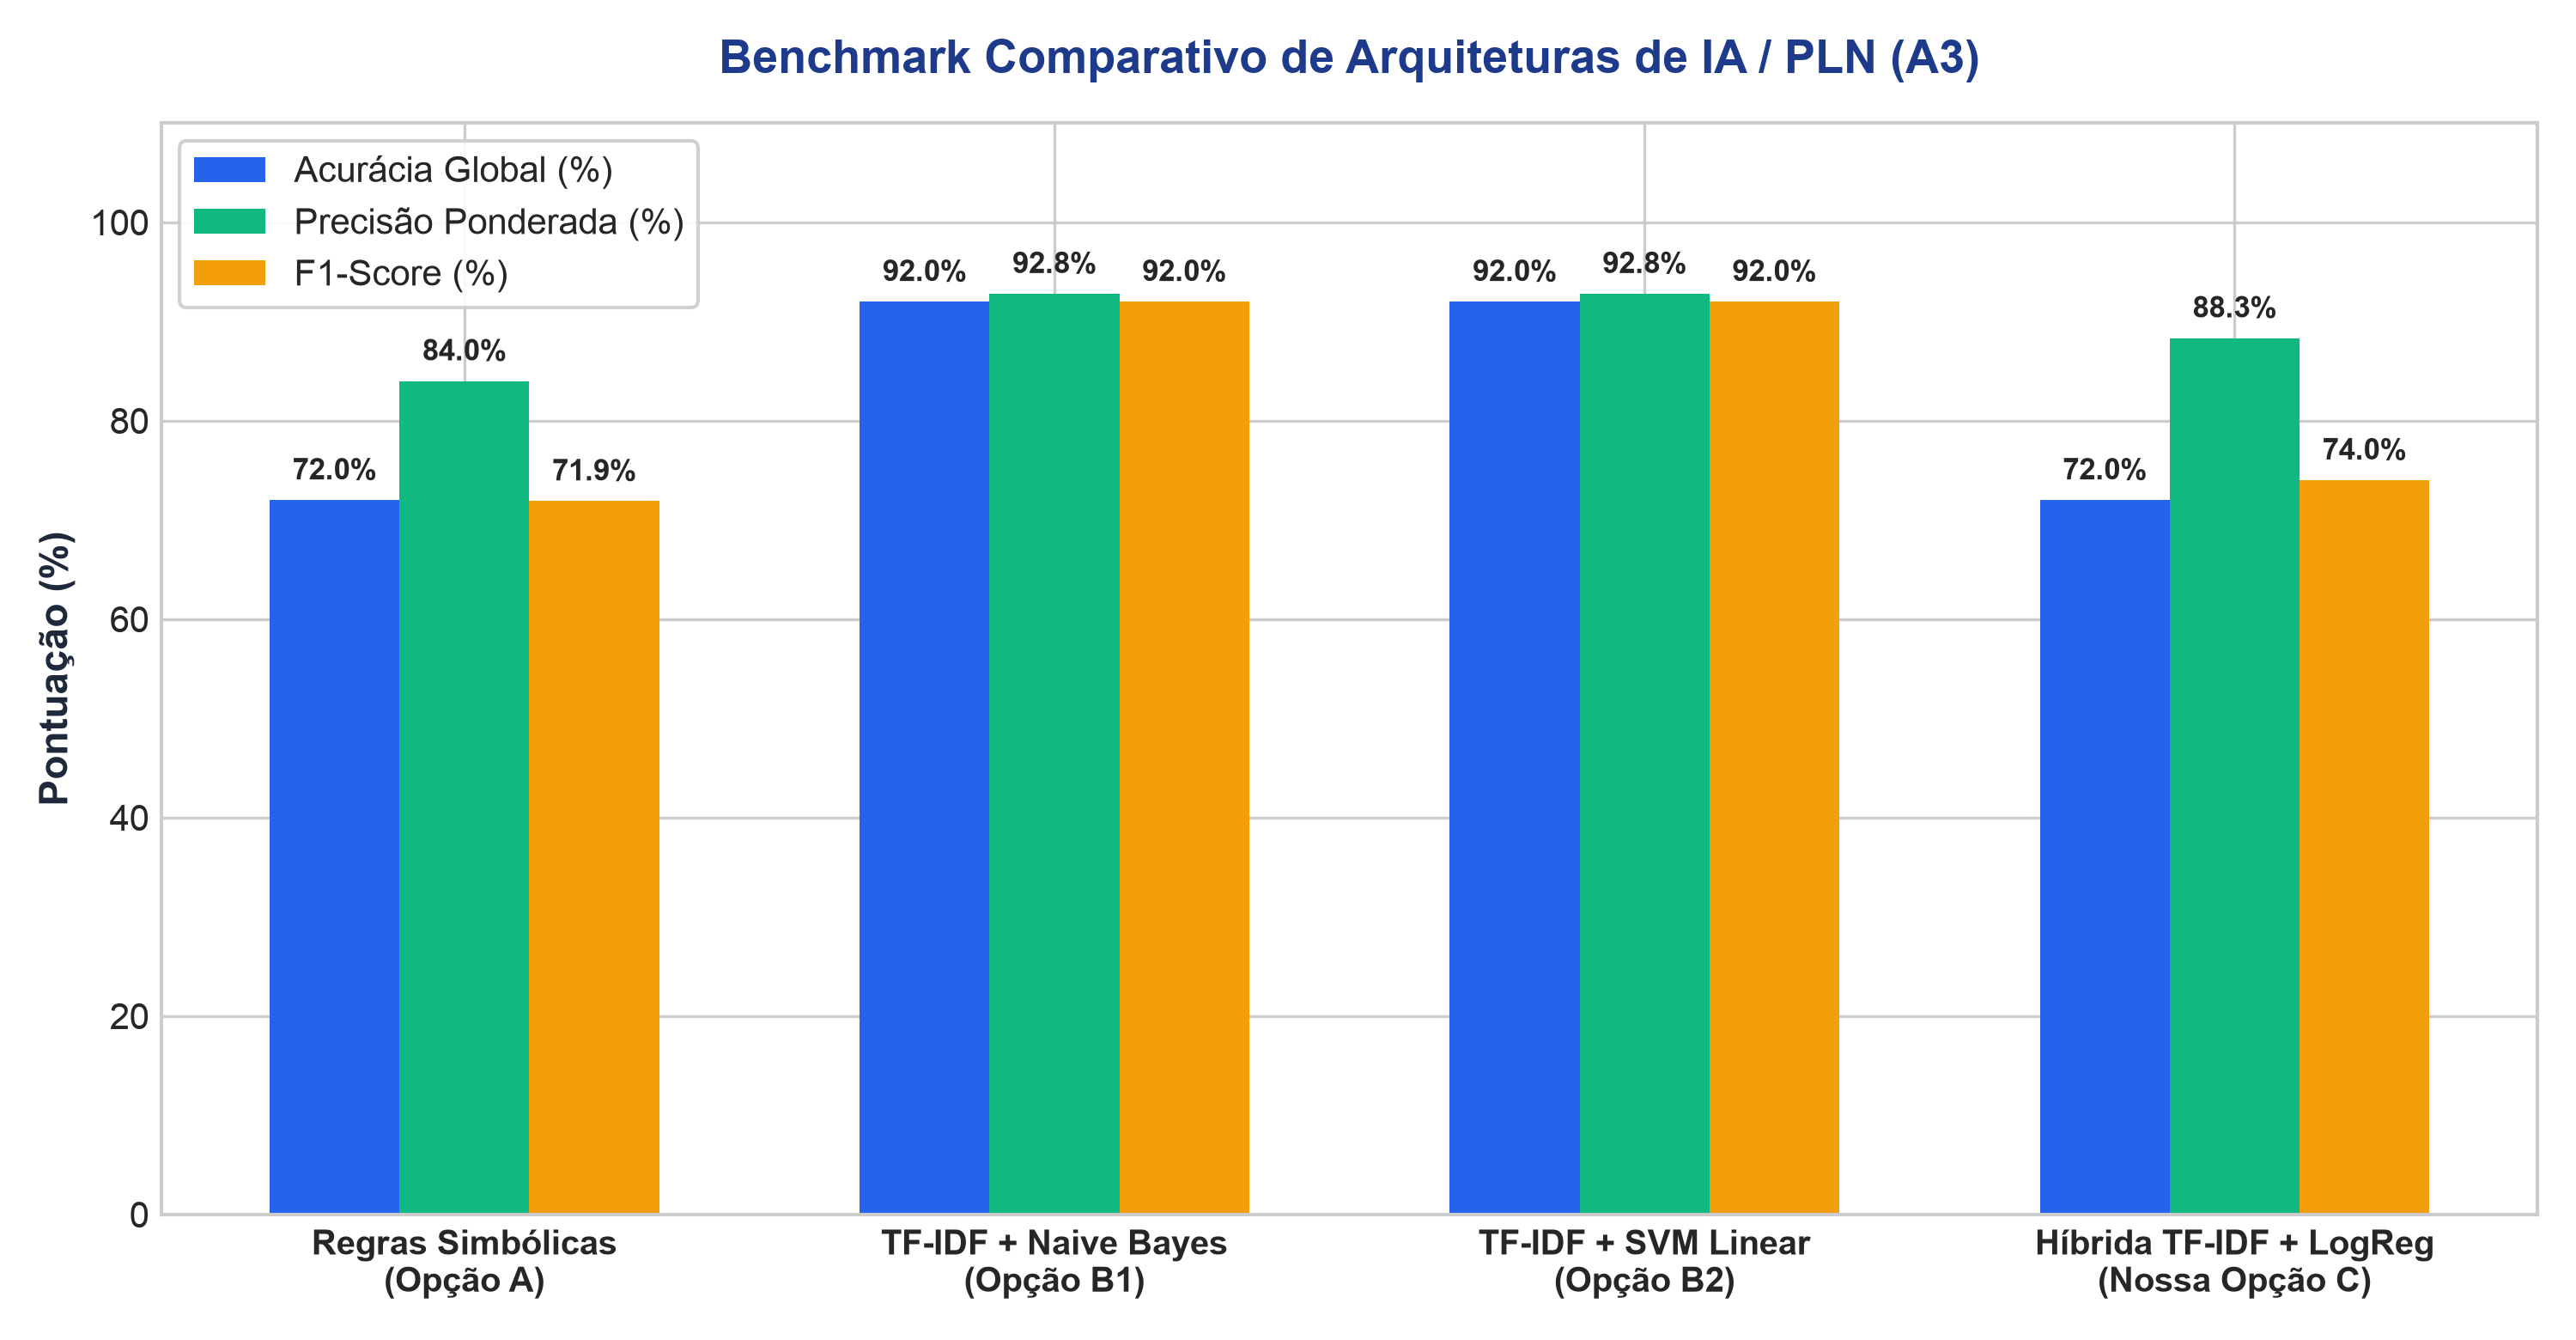 Benchmark Comparativo de Arquiteturas de IA / PLN (A3)
Acurácia Global (%)
Precisão Ponderada (%)
F1-Score (%)
Pontuação (%)
100
80
60
40
20
0
72.0%
84.0%
71.9%
92.0%
92.8%
92.0%
92.0%
92.8%
92.0%
72.0%
88.3%
74.0%
Regras Simbólicas
(Opção A)
TF-IDF + Naive Bayes
(Opção B1)
TF-IDF + SVM Linear
(Opção B2)
Híbrida TF-IDF + LogReg
(Nossa Opção C)